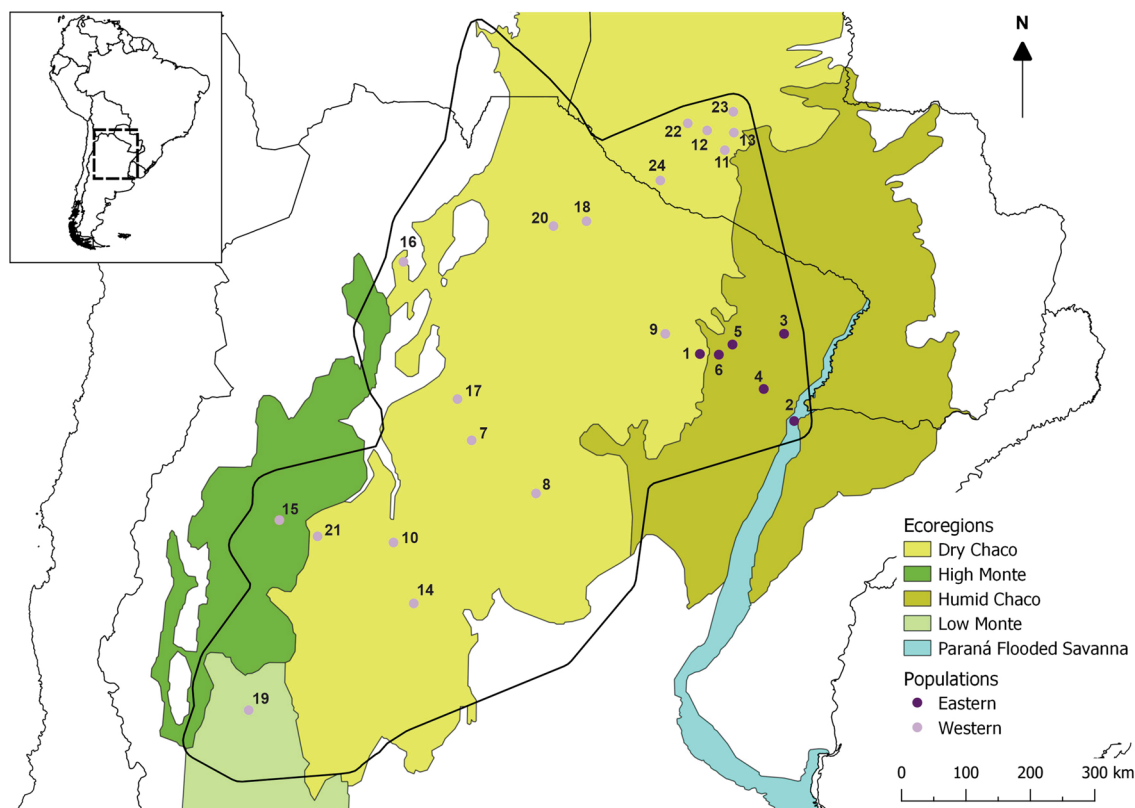 N
23
22
12
13
11
24
20
18
16
9
5
3
1
6
4
2
17
7
8
15
21
10
14
19
Ecoregions
Dry Chaco
High Monte
Humid Chaco
Low Monte
Paraná Flooded Savanna
Populations
Eastern
Western
0 100 200 300 km